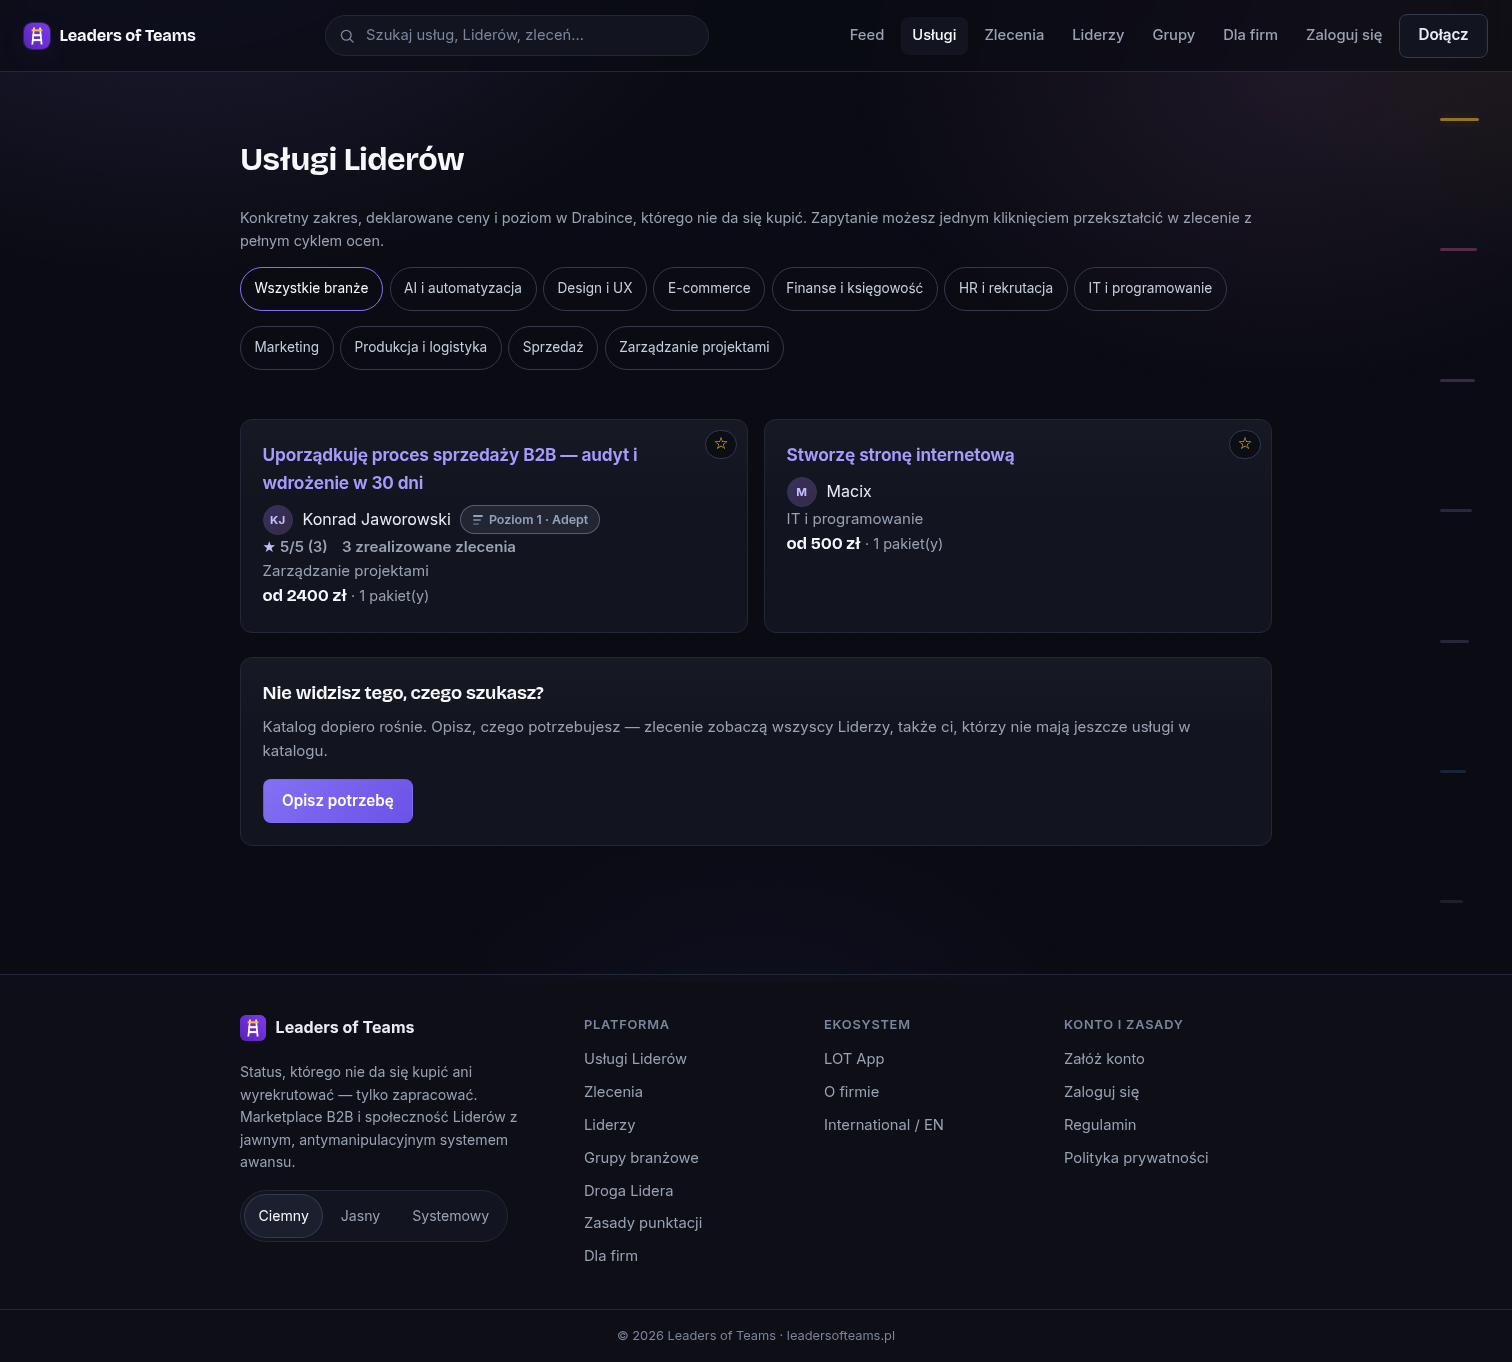 Leaders of Teams
Szukaj usług, Liderów, zleceń...
Feed
Usługi
Zlecenia
Liderzy
Grupy
Dla firm
Zaloguj się
Dołącz
Usługi Liderów
Konkretny zakres, deklarowane ceny i poziom w Drabince, którego nie da się kupić. Zapytanie możesz jednym kliknięciem przekształcić w zlecenie z
pełnym cyklem ocen.
Wszystkie branże
AI i automatyzacja
Design i UX
E-commerce
Finanse i księgowość
HR i rekrutacja
IT i programowanie
Marketing
Produkcja i logistyka
Sprzedaż
Zarządzanie projektami
Uporządkuję proces sprzedaży B2B — audyt i
wdrożenie w 30 dni
KJ Konrad Jaworowski Poziom 1 · Adept
★ 5/5 (3) 3 zrealizowane zlecenia
Zarządzanie projektami
od 2400 zł · 1 pakiet(y)
☆
Stworzę stronę internetową
M Macix
IT i programowanie
od 500 zł · 1 pakiet(y)
☆
Nie widzisz tego, czego szukasz?
Katalog dopiero rośnie. Opisz, czego potrzebujesz — zlecenie zobaczą wszyscy Liderzy, także ci, którzy nie mają jeszcze usługi w
katalogu.
Opisz potrzebę
Leaders of Teams
Status, którego nie da się kupić ani
wyrekrutować — tylko zapracować.
Marketplace B2B i społeczność Liderów z
jawnym, antymanipulacyjnym systemem
awansu.
Ciemny
Jasny
Systemowy
PLATFORMA
Usługi Liderów
Zlecenia
Liderzy
Grupy branżowe
Droga Lidera
Zasady punktacji
Dla firm
EKOSYSTEM
LOT App
O firmie
International / EN
KONTO I ZASADY
Załóż konto
Zaloguj się
Regulamin
Polityka prywatności
© 2026 Leaders of Teams · leadersofteams.pl